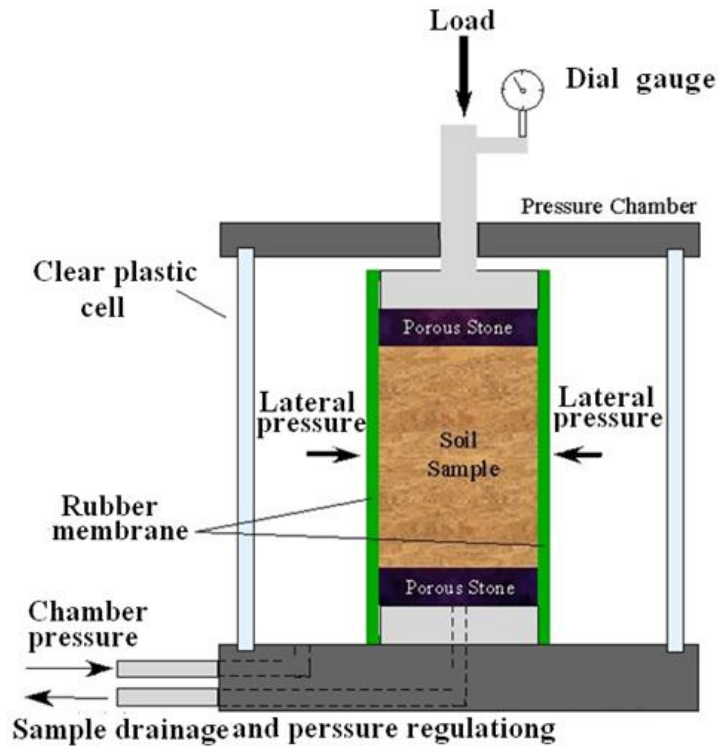 Load
Dial gauge
Pressure Chamber
Clear plastic
cell
Porous Stone
Lateral
pressure
Lateral
pressure
Soil
Sample
Rubber
membrane
Porous Stone
Chamber
pressure
Sample drainage and perssure regulationg